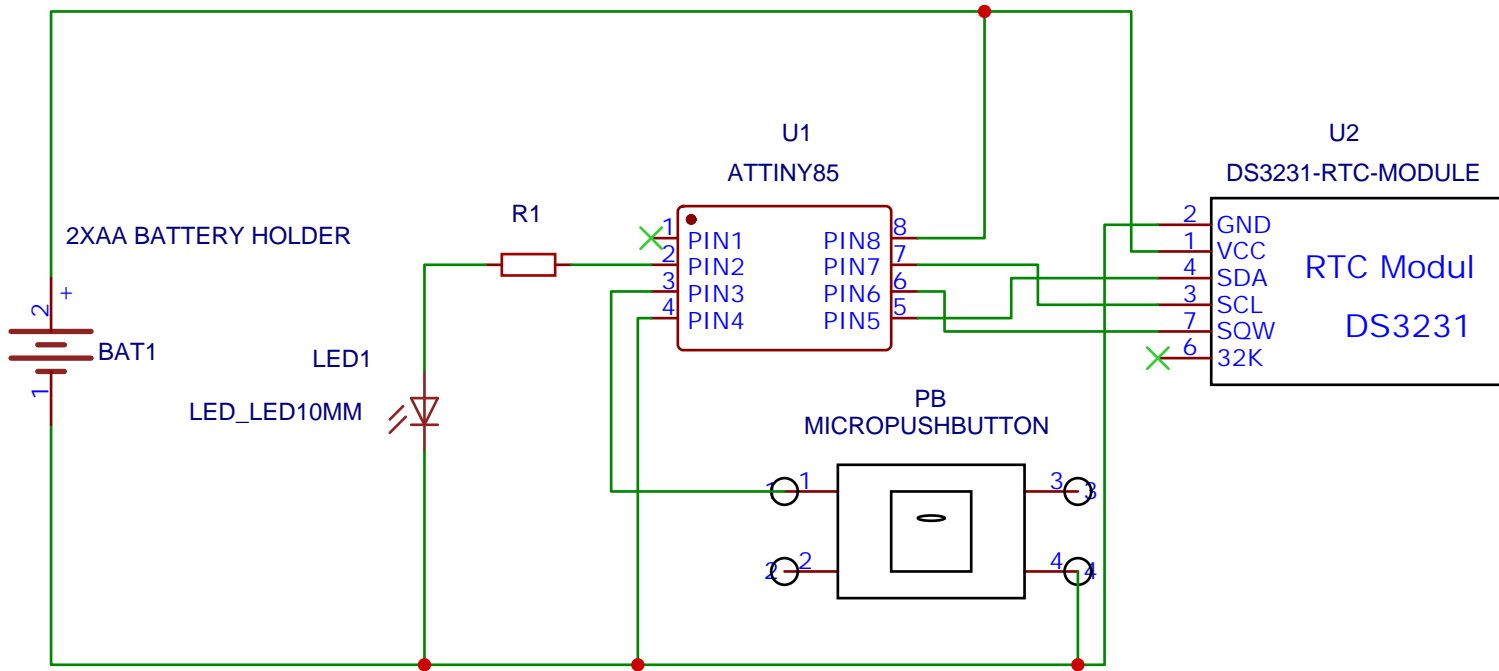 U1
ATTINY85
U2
DS3231-RTC-MODULE
R1
2XAA BATTERY HOLDER
1
PIN1
2
PIN2
3
PIN3
4
PIN4
8
PIN8
7
PIN7
6
PIN6
5
PIN5
2
GND
1
VCC
4
SDA
3
SCL
7
SQW
6
32K
RTC Modul
DS3231
2
+
BAT1
1
LED1
LED_LED10MM
PB
MICROPUSHBUTTON
1
1
3
3
2
2
4
4